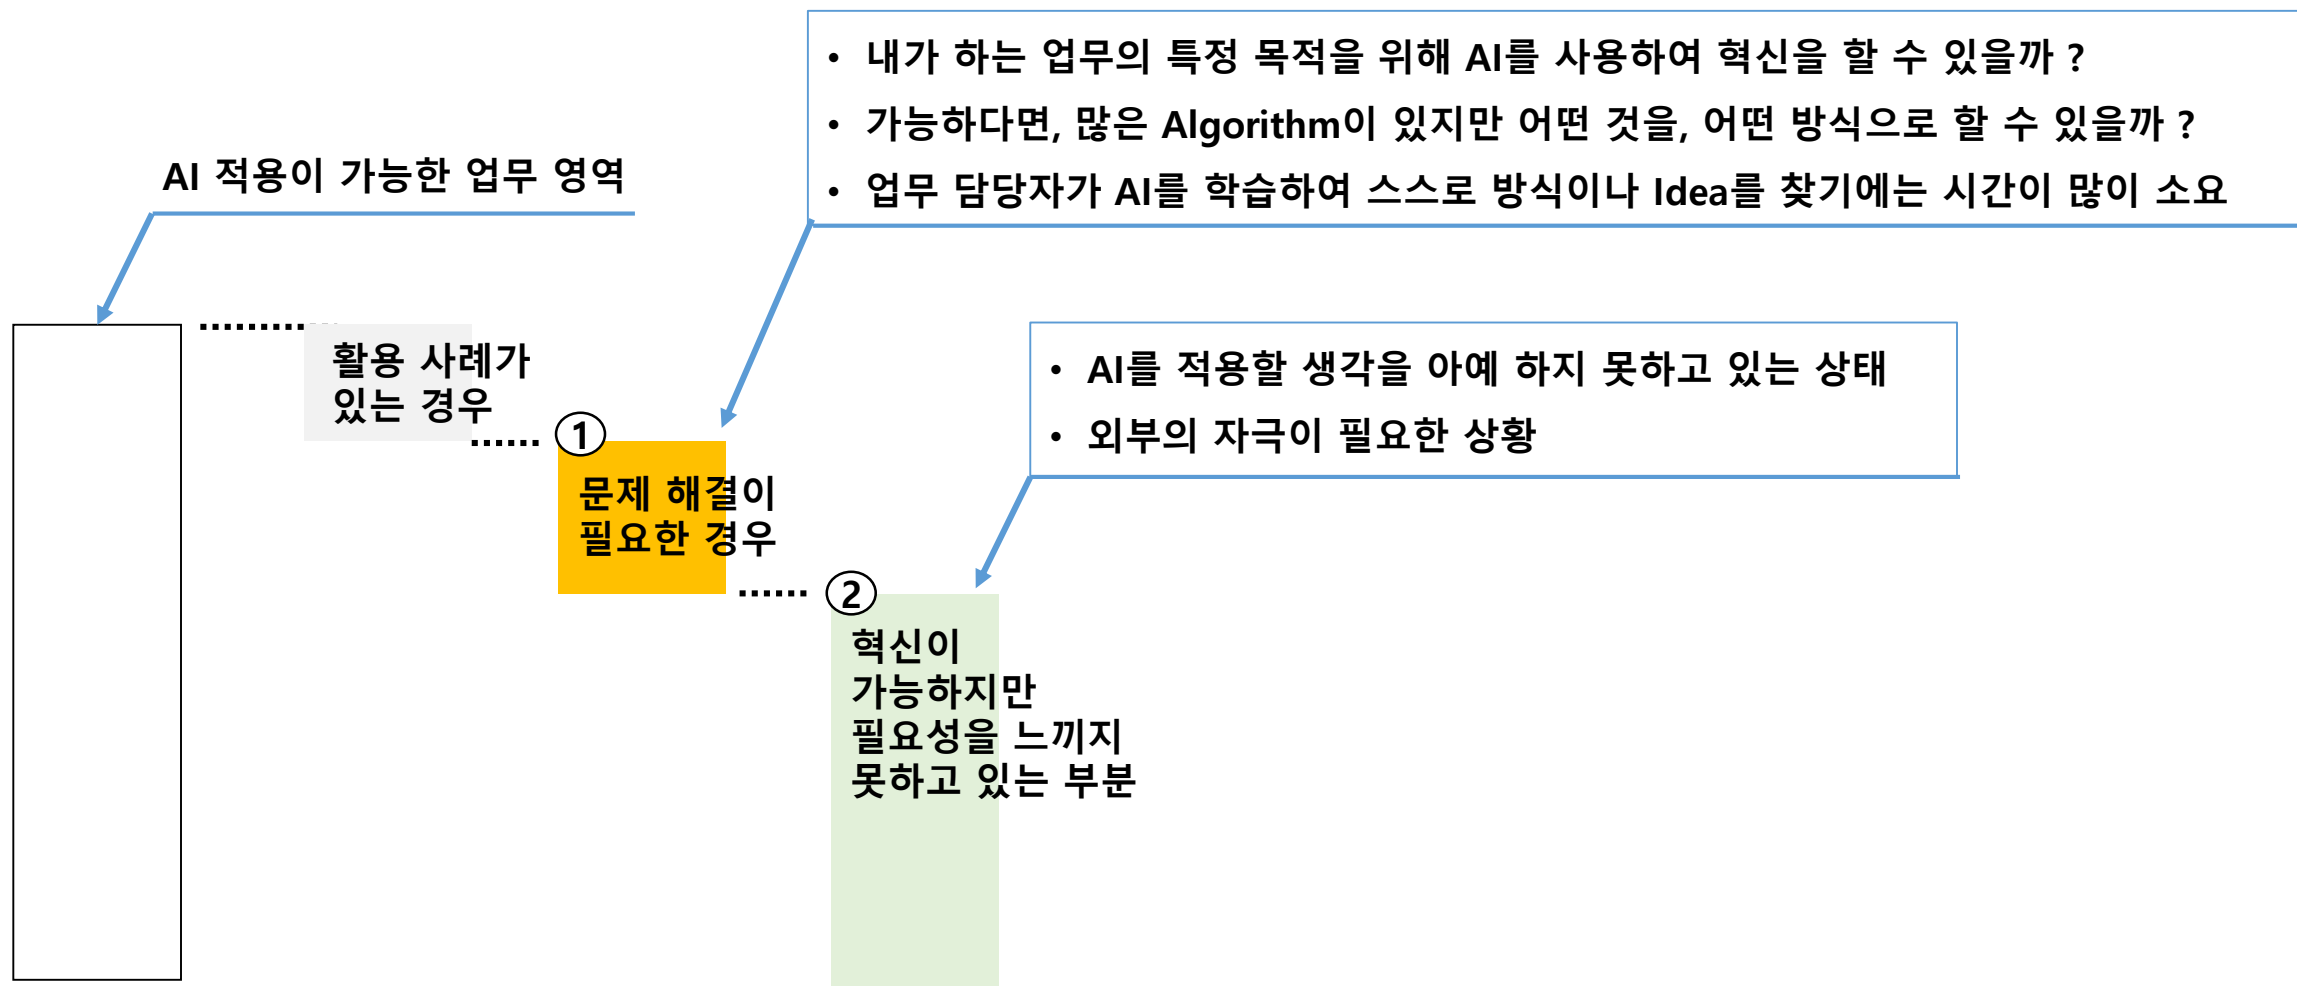 • 내가 하는 업무의 특정 목적을 위해 AI를 사용하여 혁신을 할 수 있을까 ?
• 가능하다면, 많은 Algorithm이 있지만 어떤 것을, 어떤 방식으로 할 수 있을까 ?
• 업무 담당자가 AI를 학습하여 스스로 방식이나 Idea를 찾기에는 시간이 많이 소요
AI 적용이 가능한 업무 영역
활용 사례가
있는 경우
• AI를 적용할 생각을 아예 하지 못하고 있는 상태
• 외부의 자극이 필요한 상황
①
문제 해결이
필요한 경우
②
혁신이
가능하지만
필요성을 느끼지
못하고 있는 부분